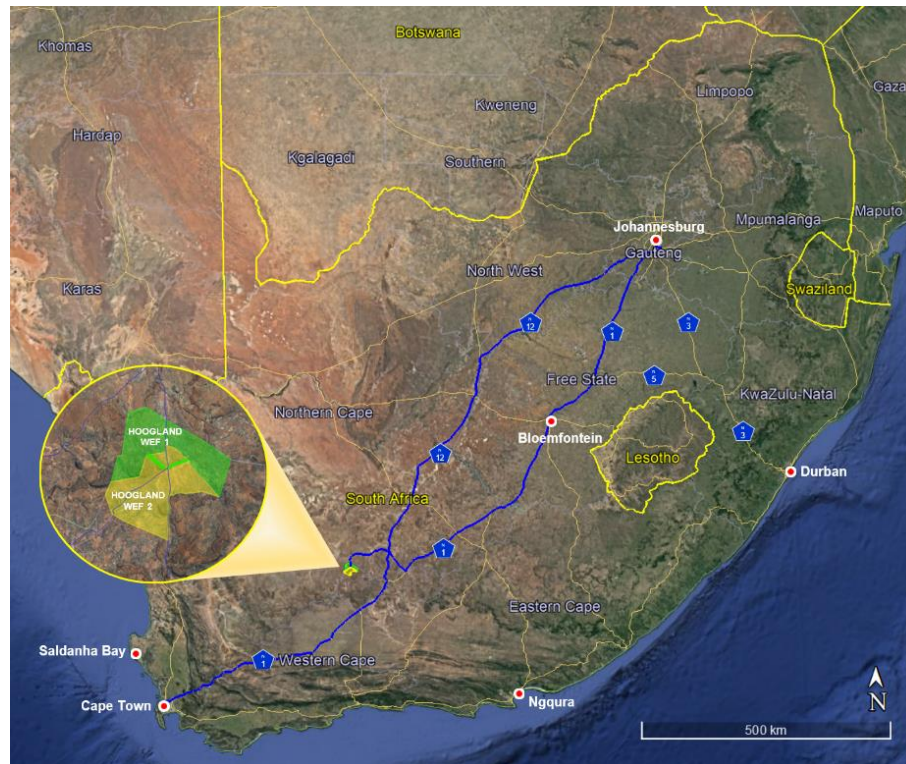 Khomas
Botswana
Limpopo
Gaza
Kweneng
Hardap
Kgalagadi
Southern
Mpumalanga
Maputo
Johannesburg
Gauteng
North West
Karas
Swaziland
N
12
N
1
N
3
N
5
Free State
KwaZulu-Natal
Northern Cape
Bloemfontein
N
3
HOOGLAND
WEF 1
N
12
Lesotho
Durban
HOOGLAND
WEF 2
South Africa
N
1
Eastern Cape
Saldanha Bay
N
1
Western Cape
Cape Town
Ngqura
N
500 km